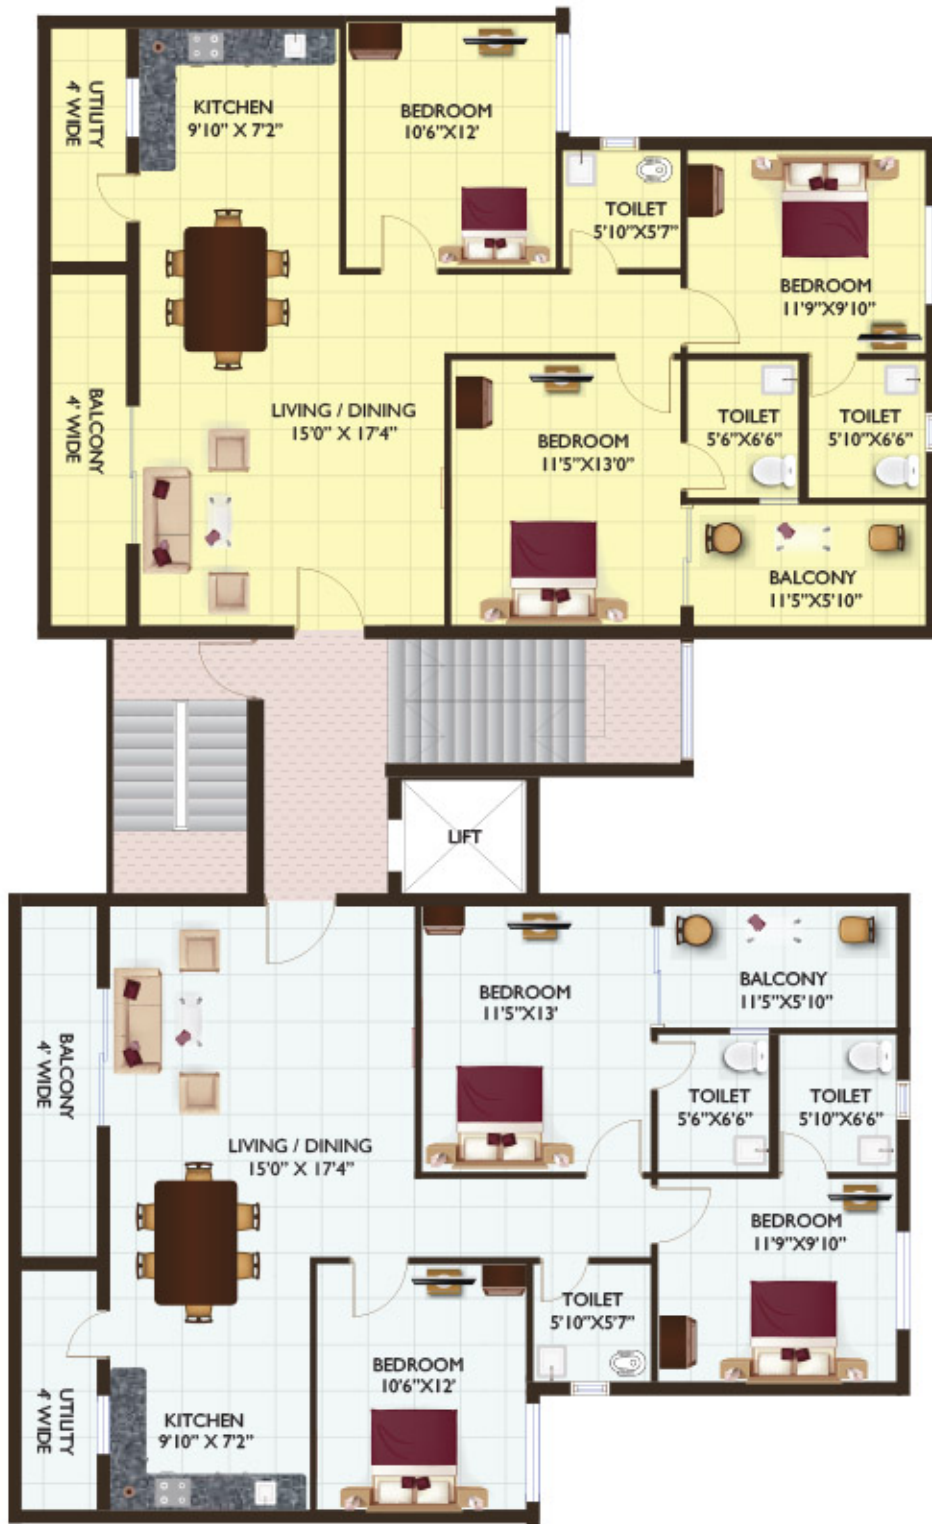 UTILITY
4' WIDE
KITCHEN
9'10" X 7'2"
BEDROOM
10'6"X12'
TOILET
5'10"X5'7"
BEDROOM
11'9"X9'10"
BALCONY
4' WIDE
LIVING / DINING
15'0" X 17'4"
BEDROOM
11'5"X13'0"
TOILET
5'6"X6'6"
TOILET
5'10"X6'6"
BALCONY
11'5"X5'10"
LIFT
BEDROOM
11'5"X13'
BALCONY
11'5"X5'10"
BALCONY
4' WIDE
TOILET
5'6"X6'6"
TOILET
5'10"X6'6"
LIVING / DINING
15'0" X 17'4"
BEDROOM
11'9"X9'10"
TOILET
5'10"X5'7"
BEDROOM
10'6"X12'
UTILITY
4' WIDE
KITCHEN
9'10" X 7'2"